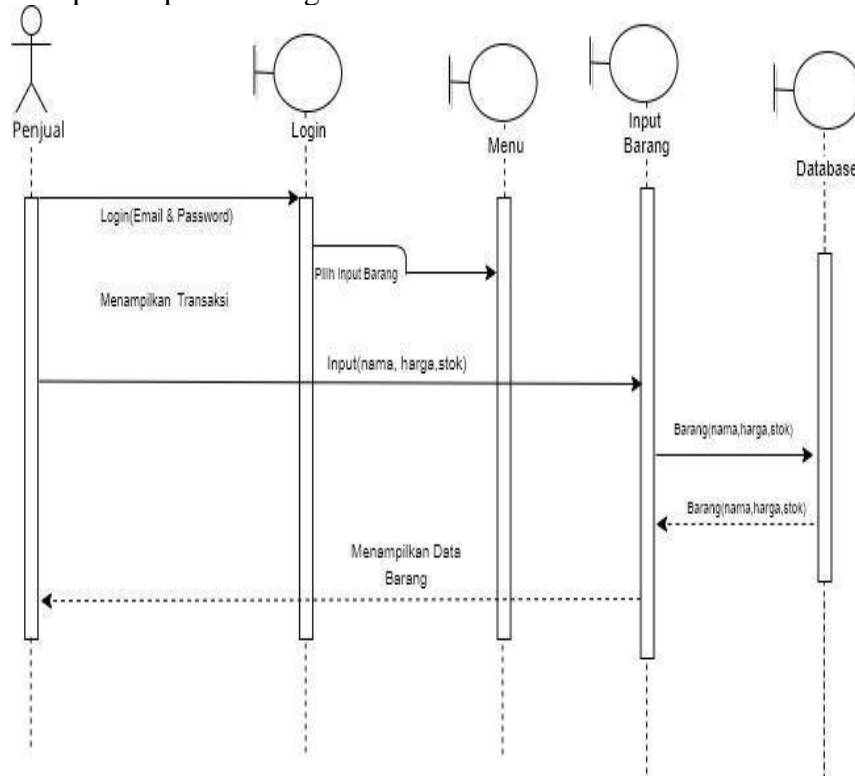 Penjual
Login
Menu
Input
Barang
Database
Login(Email & Password)
Pilih Input Barang
Menampilkan Transaksi
Input(nama, harga,stok)
Barang(nama,harga,stok)
Barang(nama,harga,stok)
Menampilkan Data
Barang